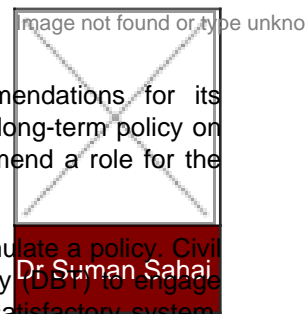 Image not found or type unkno
mendations for its
long-term policy on
mend a role for the
ulate a policy. Civil
Dr Suman Sahai
y (DBT) to engage
atisfactory system